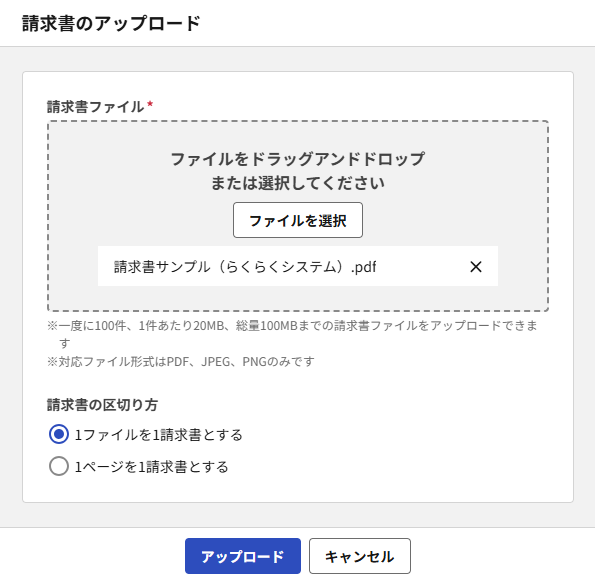 請求書のアップロード
請求書ファイル*
ファイルをドラッグアンドドロップ
または選択してください
ファイルを選択
請求書サンプル（らくらくシステム）.pdf
※一度に100件、1件あたり20MB、総量100MBまでの請求書ファイルをアップロードできま
す
※対応ファイル形式はPDF、JPEG、PNGのみです
請求書の区切り方
1ファイルを1請求書とする
1ページを1請求書とする
アップロード
キャンセル